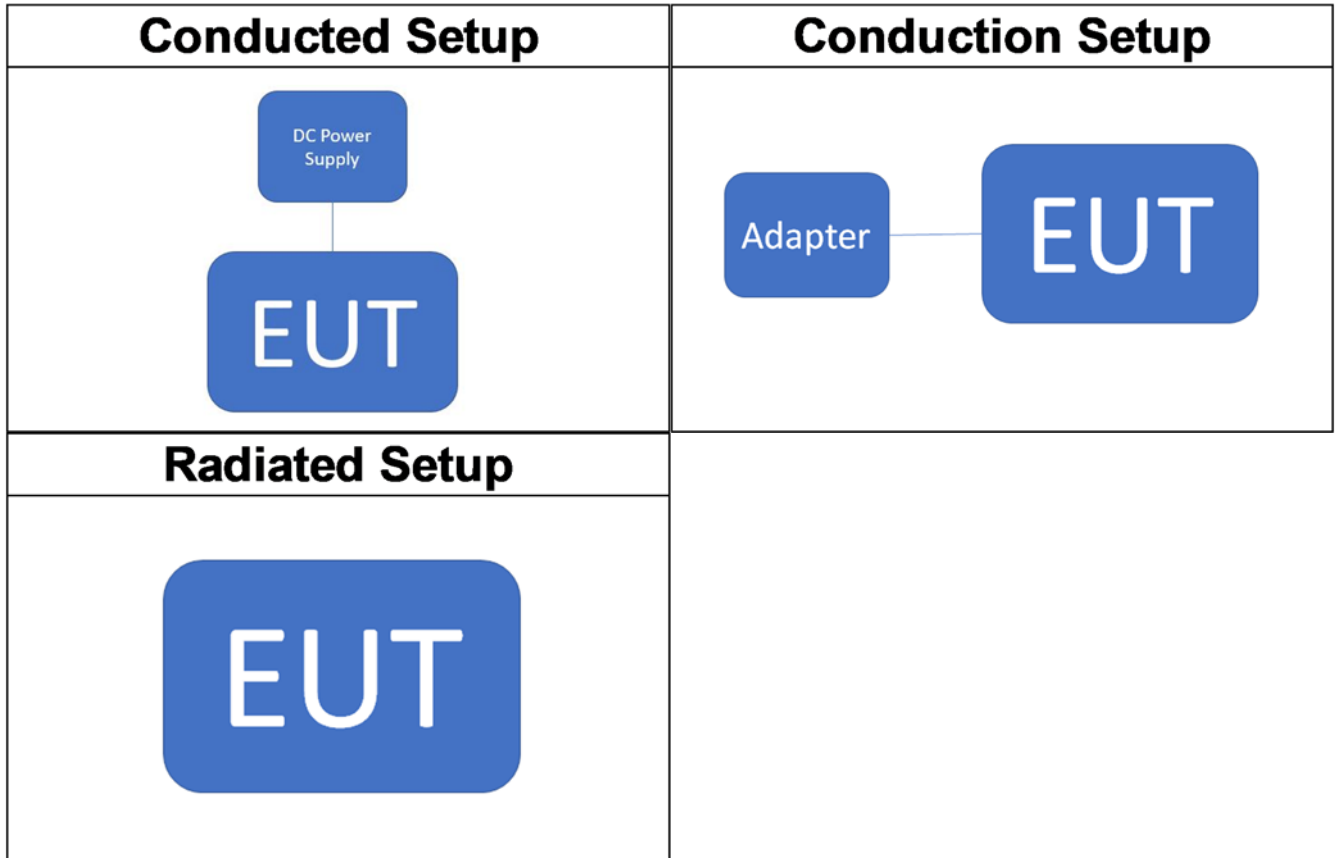 Conducted Setup
Conduction Setup
DC Power
Supply
EUT
Adapter
EUT
Radiated Setup
EUT